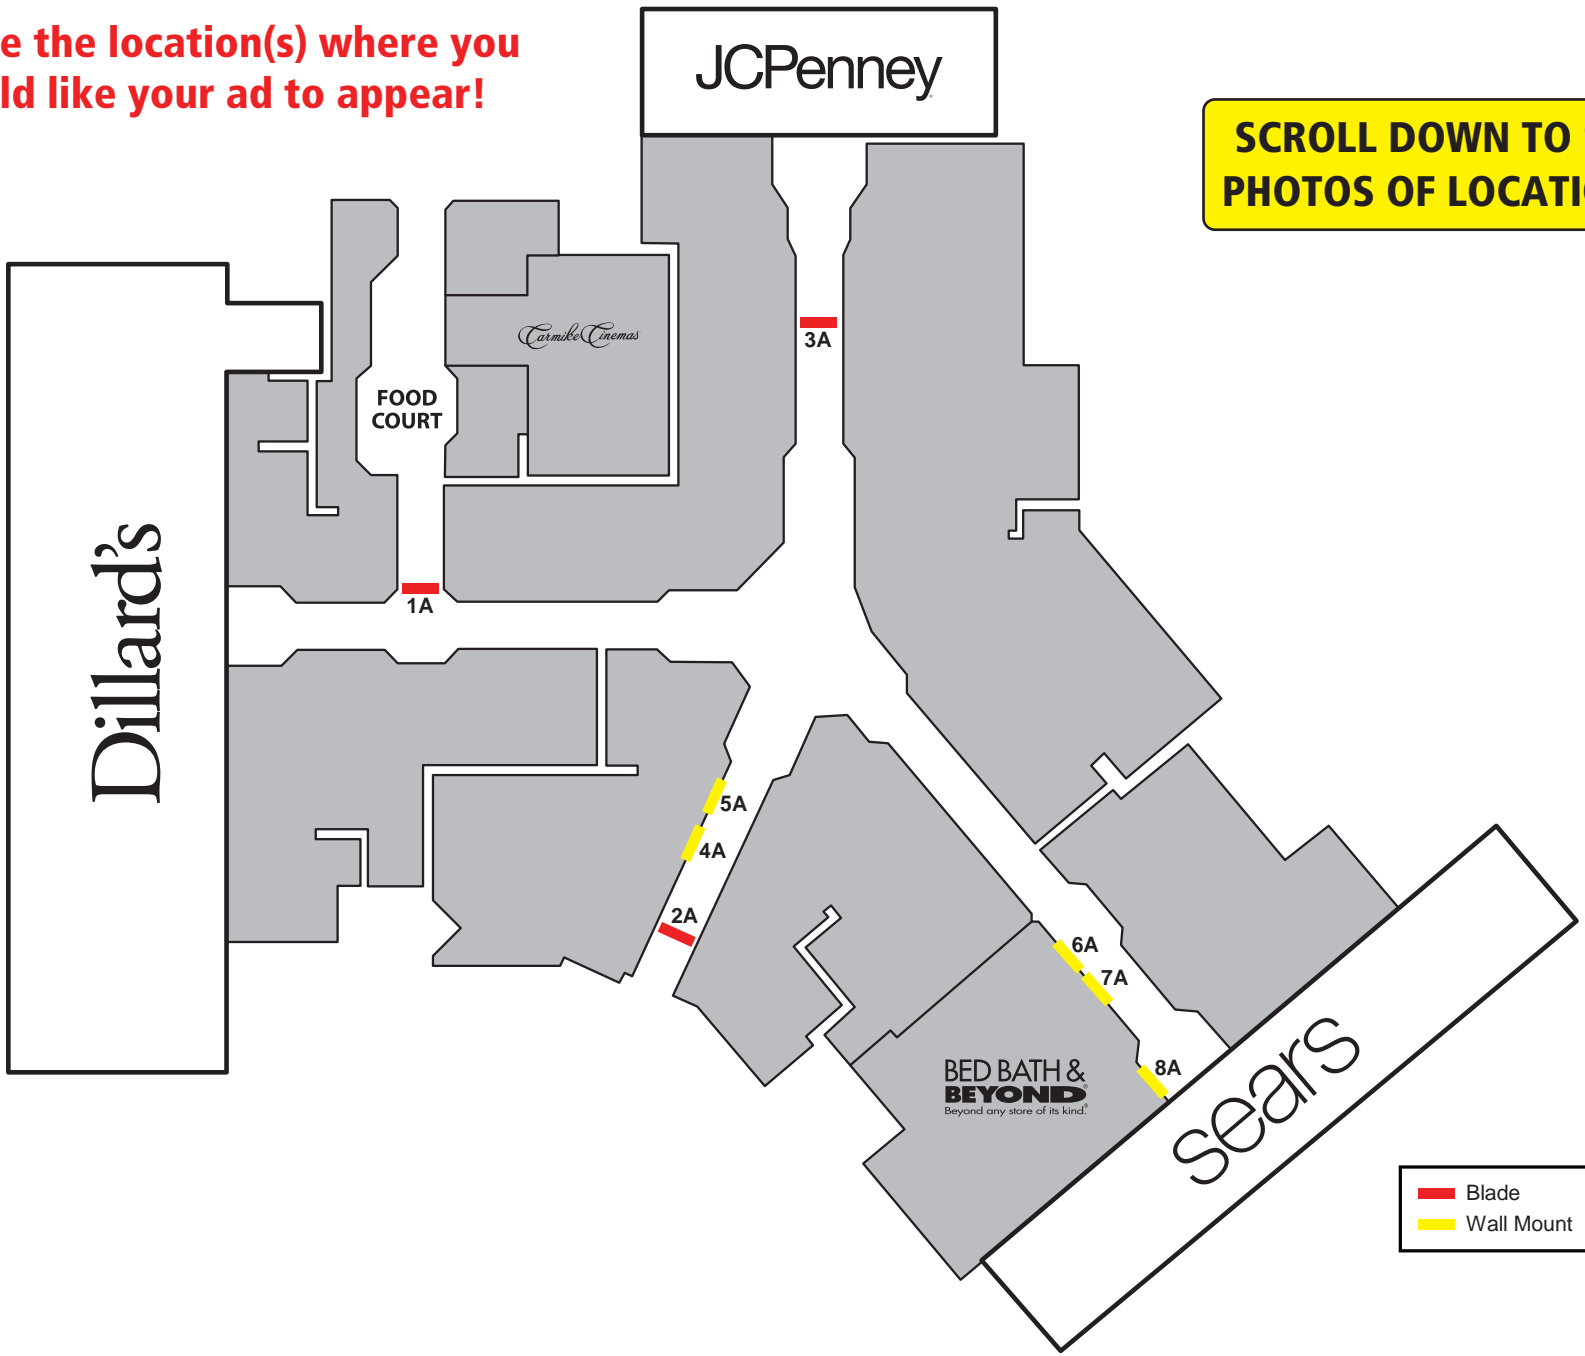 e the location(s) where you
ld like your ad to appear!
JCPenney
SCROLL DOWN TO
PHOTOS OF LOCATI
Carmike Cinemas
3A
FOOD
COURT
Dillard's
1A
5A
4A
2A
6A
7A
8A
BED BATH &
BEYOND®
Beyond any store of its kind.®
sears
Blade
Wall Mount